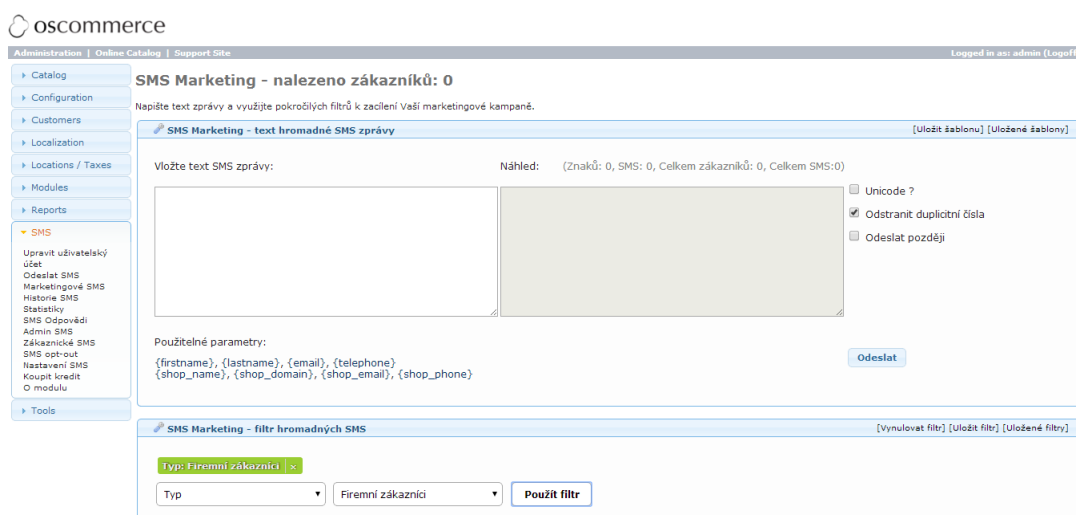 oscommerce
Administration | Online Catalog | Support Site
Logged in as: admin (Logoff
Catalog
Configuration
Customers
Localization
Locations / Taxes
Modules
Reports
SMS
Upravit uživatelský
účet
Odeslat SMS
Marketingové SMS
Historie SMS
Statistiky
SMS Odpovědi
Admin SMS
Zákaznické SMS
SMS opt-out
Nastavení SMS
Koupit kredit
O modulu
Tools
SMS Marketing - nalezeno zákazníků: 0
Napište text zprávy a využijte pokročilých filtrů k zacílení Vaší marketingové kampaně.
SMS Marketing - text hromadné SMS zprávy
[Uložit šablonu] [Uložené šablony]
Vložte text SMS zprávy:
Náhled: (Znaků: 0, SMS: 0, Celkem zákazníků: 0, Celkem SMS:0)
Unicode ?
Odstranit duplicitní čísla
Odeslat později
Použitelné parametry:
{firstname}, {lastname}, {email}, {telephone}
{shop_name}, {shop_domain}, {shop_email}, {shop_phone}
Odeslat
SMS Marketing - filtr hromadných SMS
[Vynulovat filtr] [Uložit filtr] [Uložené filtry]
Typ: Firemní zákazníci ×
Typ
Firemní zákazníci
Použít filtr